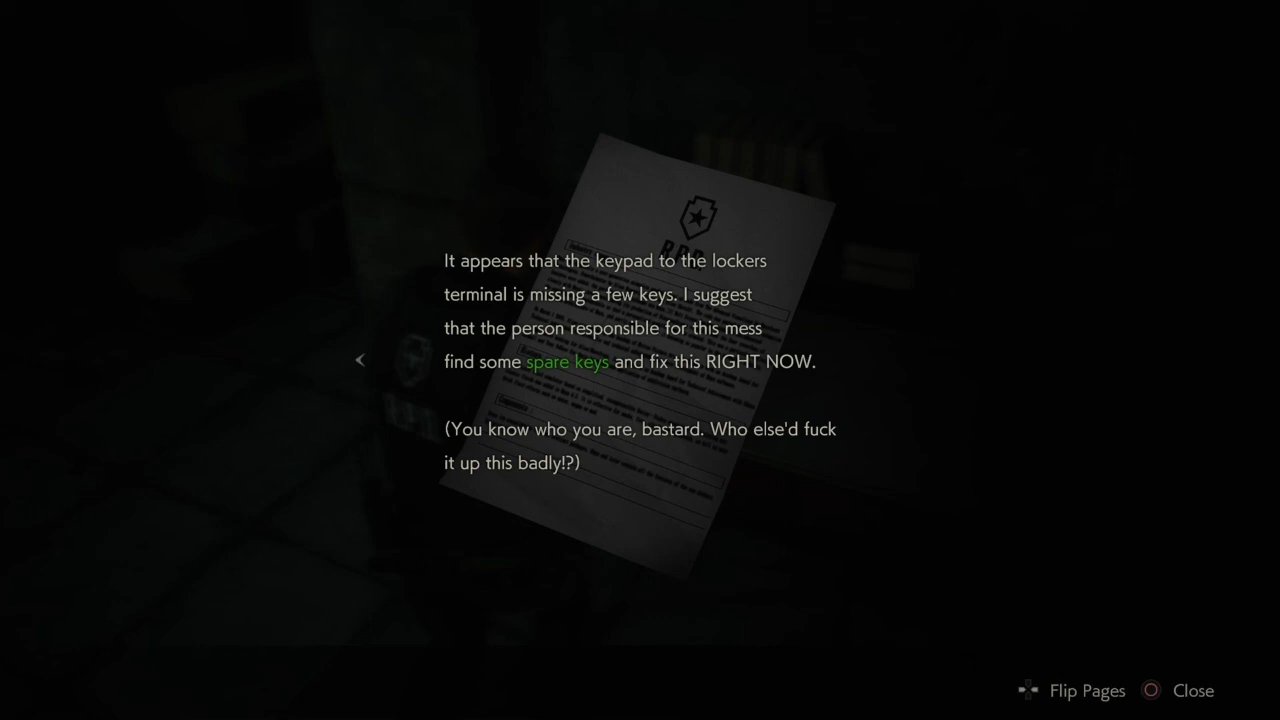 It appears that the keypad to the lockers
terminal is missing a few keys. I suggest
that the person responsible for this mess
find some spare keys and fix this RIGHT NOW.
(You know who you are, bastard. Who else'd fuck
it up this badly!?)
Flip Pages
Close